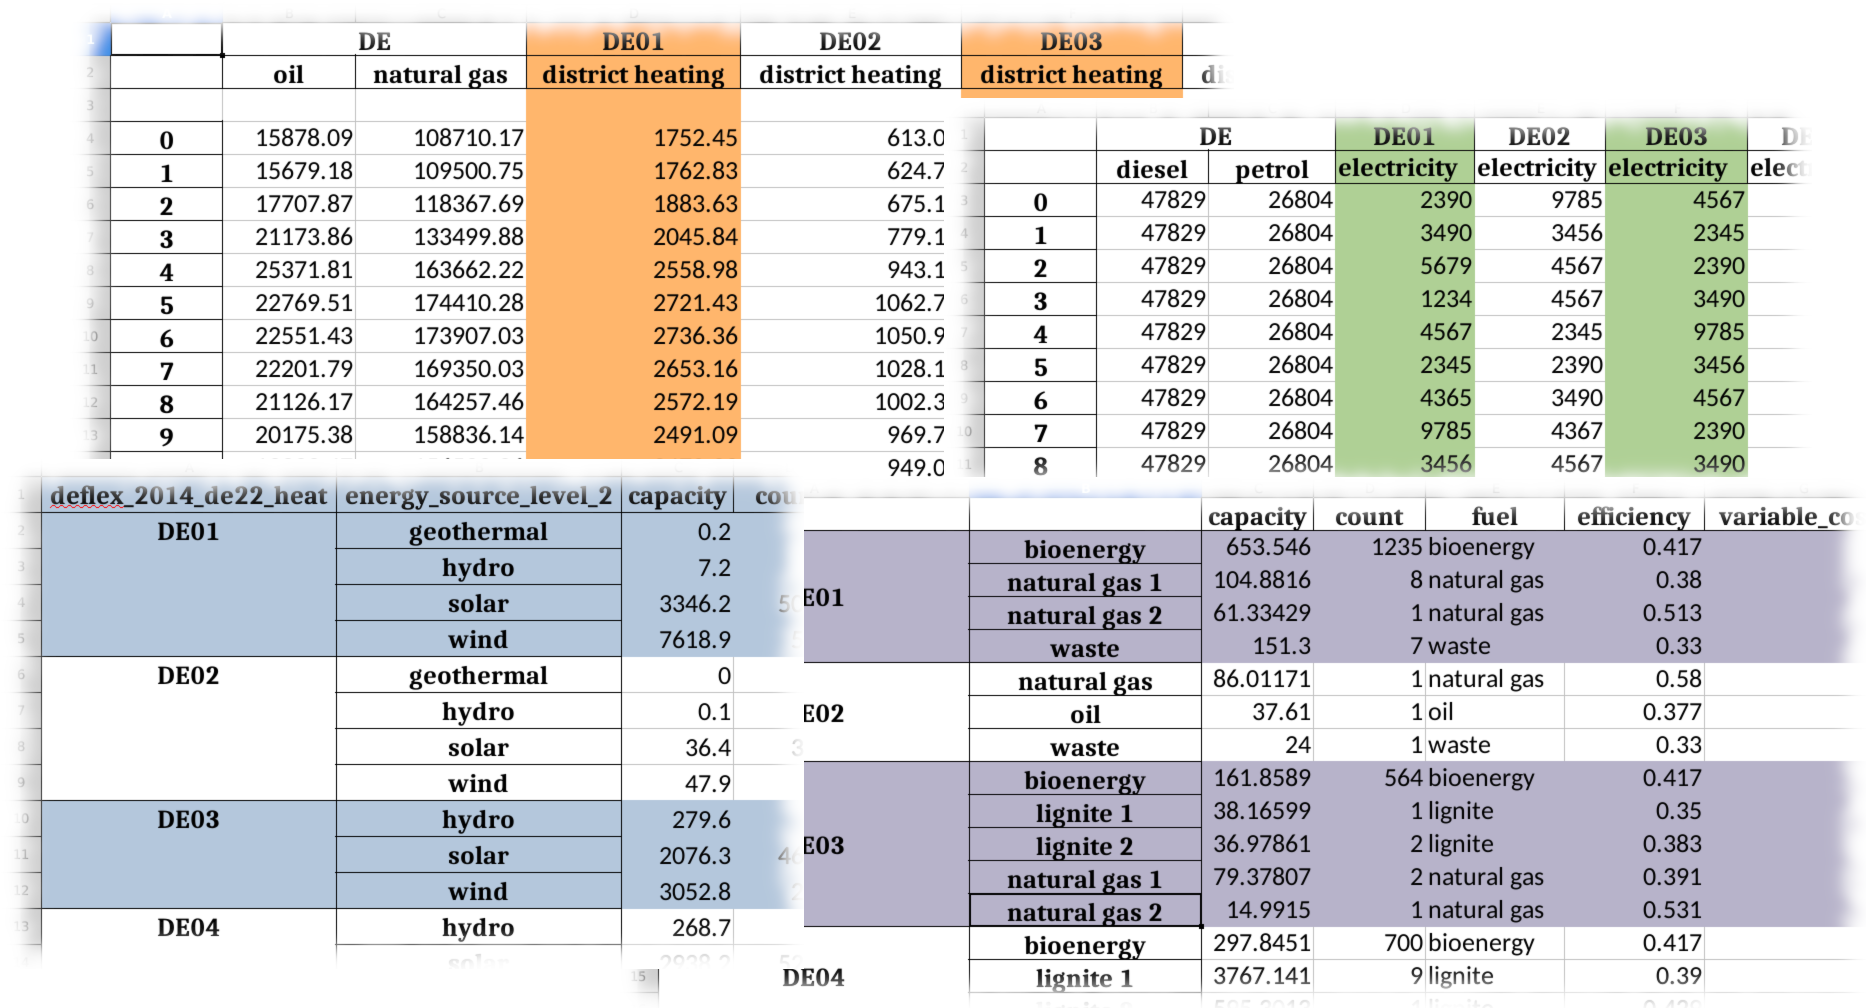 DE DE01 DE02 DE03
oil natural gas district heating district heating district heating
0 15878.09 108710.17 1752.45 613.0
1 15679.18 109500.75 1762.83 624.7
2 17707.87 118367.69 1883.63 675.1
3 21173.86 133499.88 2045.84 779.1
4 25371.81 163662.22 2558.98 943.1
5 22769.51 174410.28 2721.43 1062.7
6 22551.43 173907.03 2736.36 1050.9
7 22201.79 169350.03 2653.16 1028.1
8 21126.17 164257.46 2572.19 1002.3
9 20175.38 158836.14 2491.09 969.7
949.0
DE DE01 DE02 DE03 DE
diesel petrol electricity electricity electricity elect
0 47829 26804 2390 9785 4567
1 47829 26804 3490 3456 2345
2 47829 26804 5679 4567 2390
3 47829 26804 1234 4567 3490
4 47829 26804 4567 2345 9785
5 47829 26804 2345 2390 3456
6 47829 26804 4365 3490 4567
7 47829 26804 9785 4367 2390
8 47829 26804 3456 4567 3490
deflex_2014_de22_heat energy_source_level_2 capacity cou
DE01 geothermal 0.2
hydro 7.2
solar 3346.2
wind 7618.9
DE02 geothermal 0
hydro 0.1
solar 36.4
wind 47.9
DE03 hydro 279.6
solar 2076.3
wind 3052.8
DE04 hydro 268.7
solar 2938.2
capacity count fuel efficiency variable_cos
bioenergy 653.546 1235 bioenergy 0.417
E01 natural gas 1 104.8816 8 natural gas 0.38
natural gas 2 61.33429 1 natural gas 0.513
waste 151.3 7 waste 0.33
natural gas 86.01171 1 natural gas 0.58
E02 oil 37.61 1 oil 0.377
waste 24 1 waste 0.33
bioenergy 161.8589 564 bioenergy 0.417
lignite 1 38.16599 1 lignite 0.35
E03 lignite 2 36.97861 2 lignite 0.383
natural gas 1 79.37807 2 natural gas 0.391
natural gas 2 14.9915 1 natural gas 0.531
bioenergy 297.8451 700 bioenergy 0.417
15 DE04 lignite 1 3767.141 9 lignite 0.39